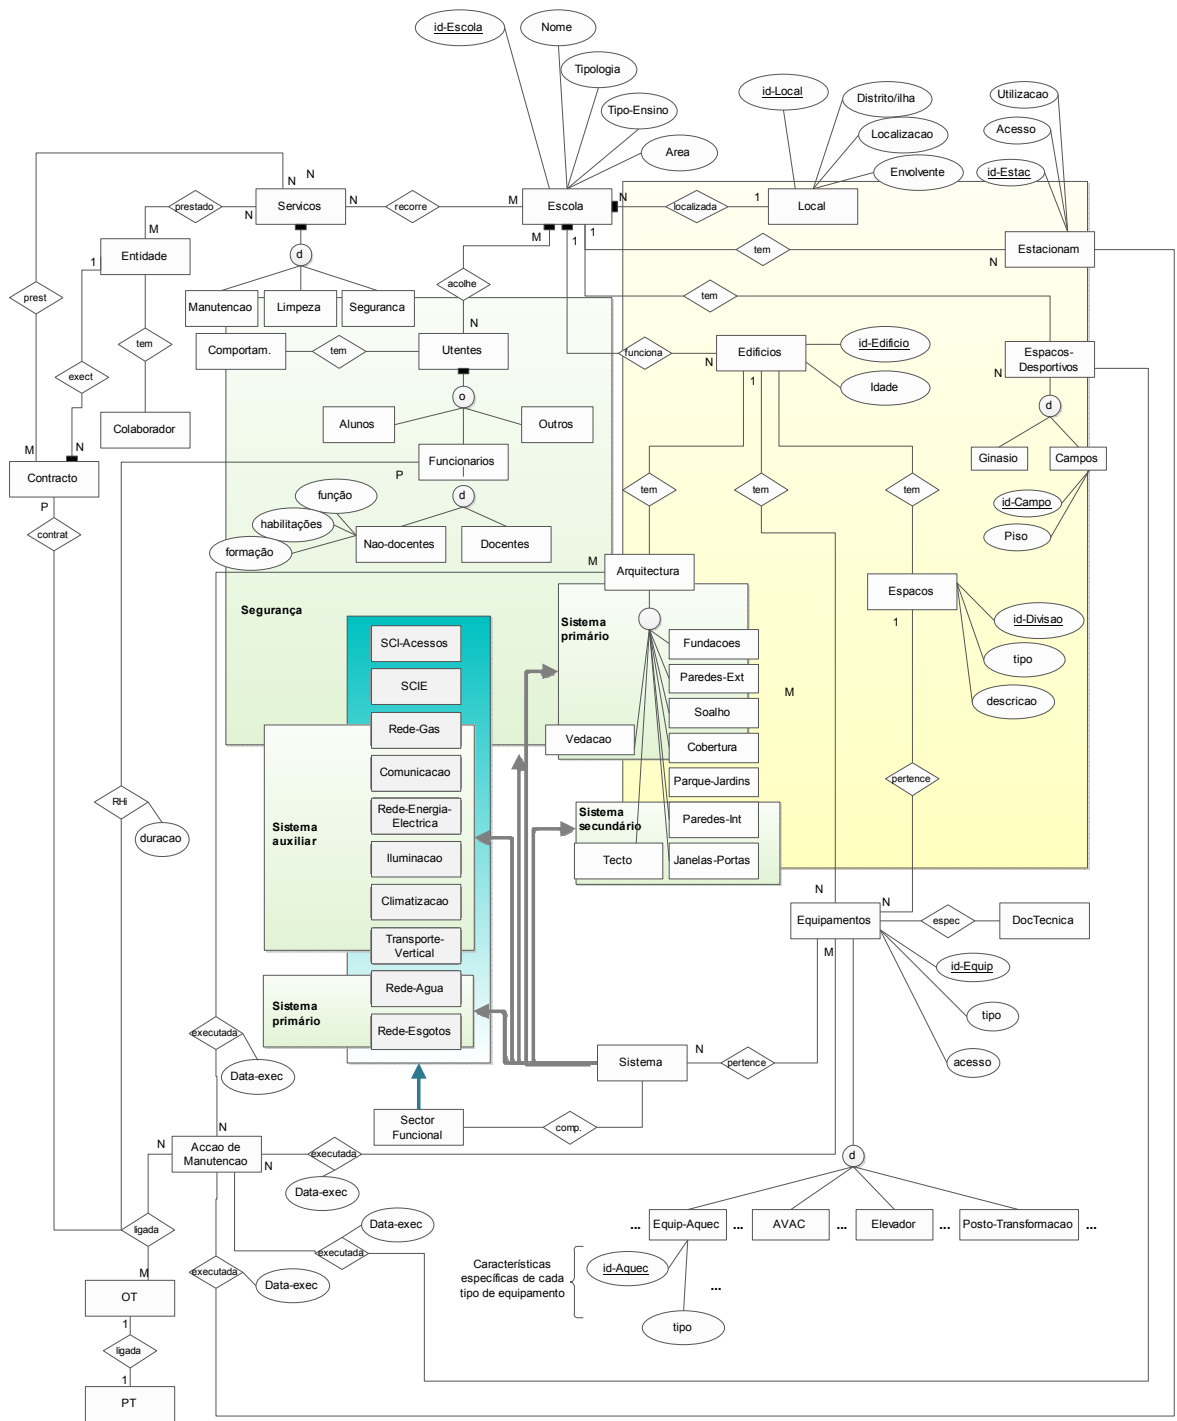 id-Escola
Nome
Tipologia
Tipo-Ensino
Area
id-Local
Distrito/ilha
Localizacao
Envolvente
Utilizacao
Acesso
id-Estac
N
N
prestado
N
Servicos
N
recorre
M
Escola
N
localizada
1
Local
M
Entidade
1
M
1
1
tem
N
Estacionam
d
acolhe
prest
Manutencao
Limpeza
Seguranca
tem
N
tem
Comportam.
tem
Utentes
funciona
N
Edificios
1
id-Edificio
Idade
N
Espacos-
Desportivos
exect
o
d
Alunos
Outros
Colaborador
M
N
Contracto
P
Funcionarios
P
Ginasio
Campos
função
d
tem
tem
tem
id-Campo
Piso
habilitações
formação
Nao-docentes
Docentes
contrat
M
Arquitectura
Espacos
1
Segurança
Sistema
primário
id-Divisao
tipo
descricao
SCI-Acessos
SCIE
Rede-Gas
Comunicacao
Rede-Energia-
Electrica
Iluminacao
Climatizacao
Transporte-
Vertical
Rede-Agua
Rede-Esgotos
Fundacoes
Paredes-Ext
Soalho
M
Vedacao
Cobertura
Parque-Jardins
pertence
RHi
duracao
Sistema
auxiliar
Sistema
secundário
Paredes-Int
Tecto
Janelas-Portas
N
N
Equipamentos
M
espec
DocTecnica
id-Equip
tipo
acesso
Sistema
primário
executada
Data-exec
Sistema
N
pertence
Sector
Funcional
comp.
N
N
Accao de
Manutencao
N
executada
Data-exec
d
...
Equip-Aquec
...
AVAC
...
Elevador
...
Posto-Transformacao
...
ligada
Data-exec
executada
Características
específicas de cada
tipo de equipamento
id-Aquec
...
tipo
M
executada
Data-exec
OT
1
ligada
1
PT